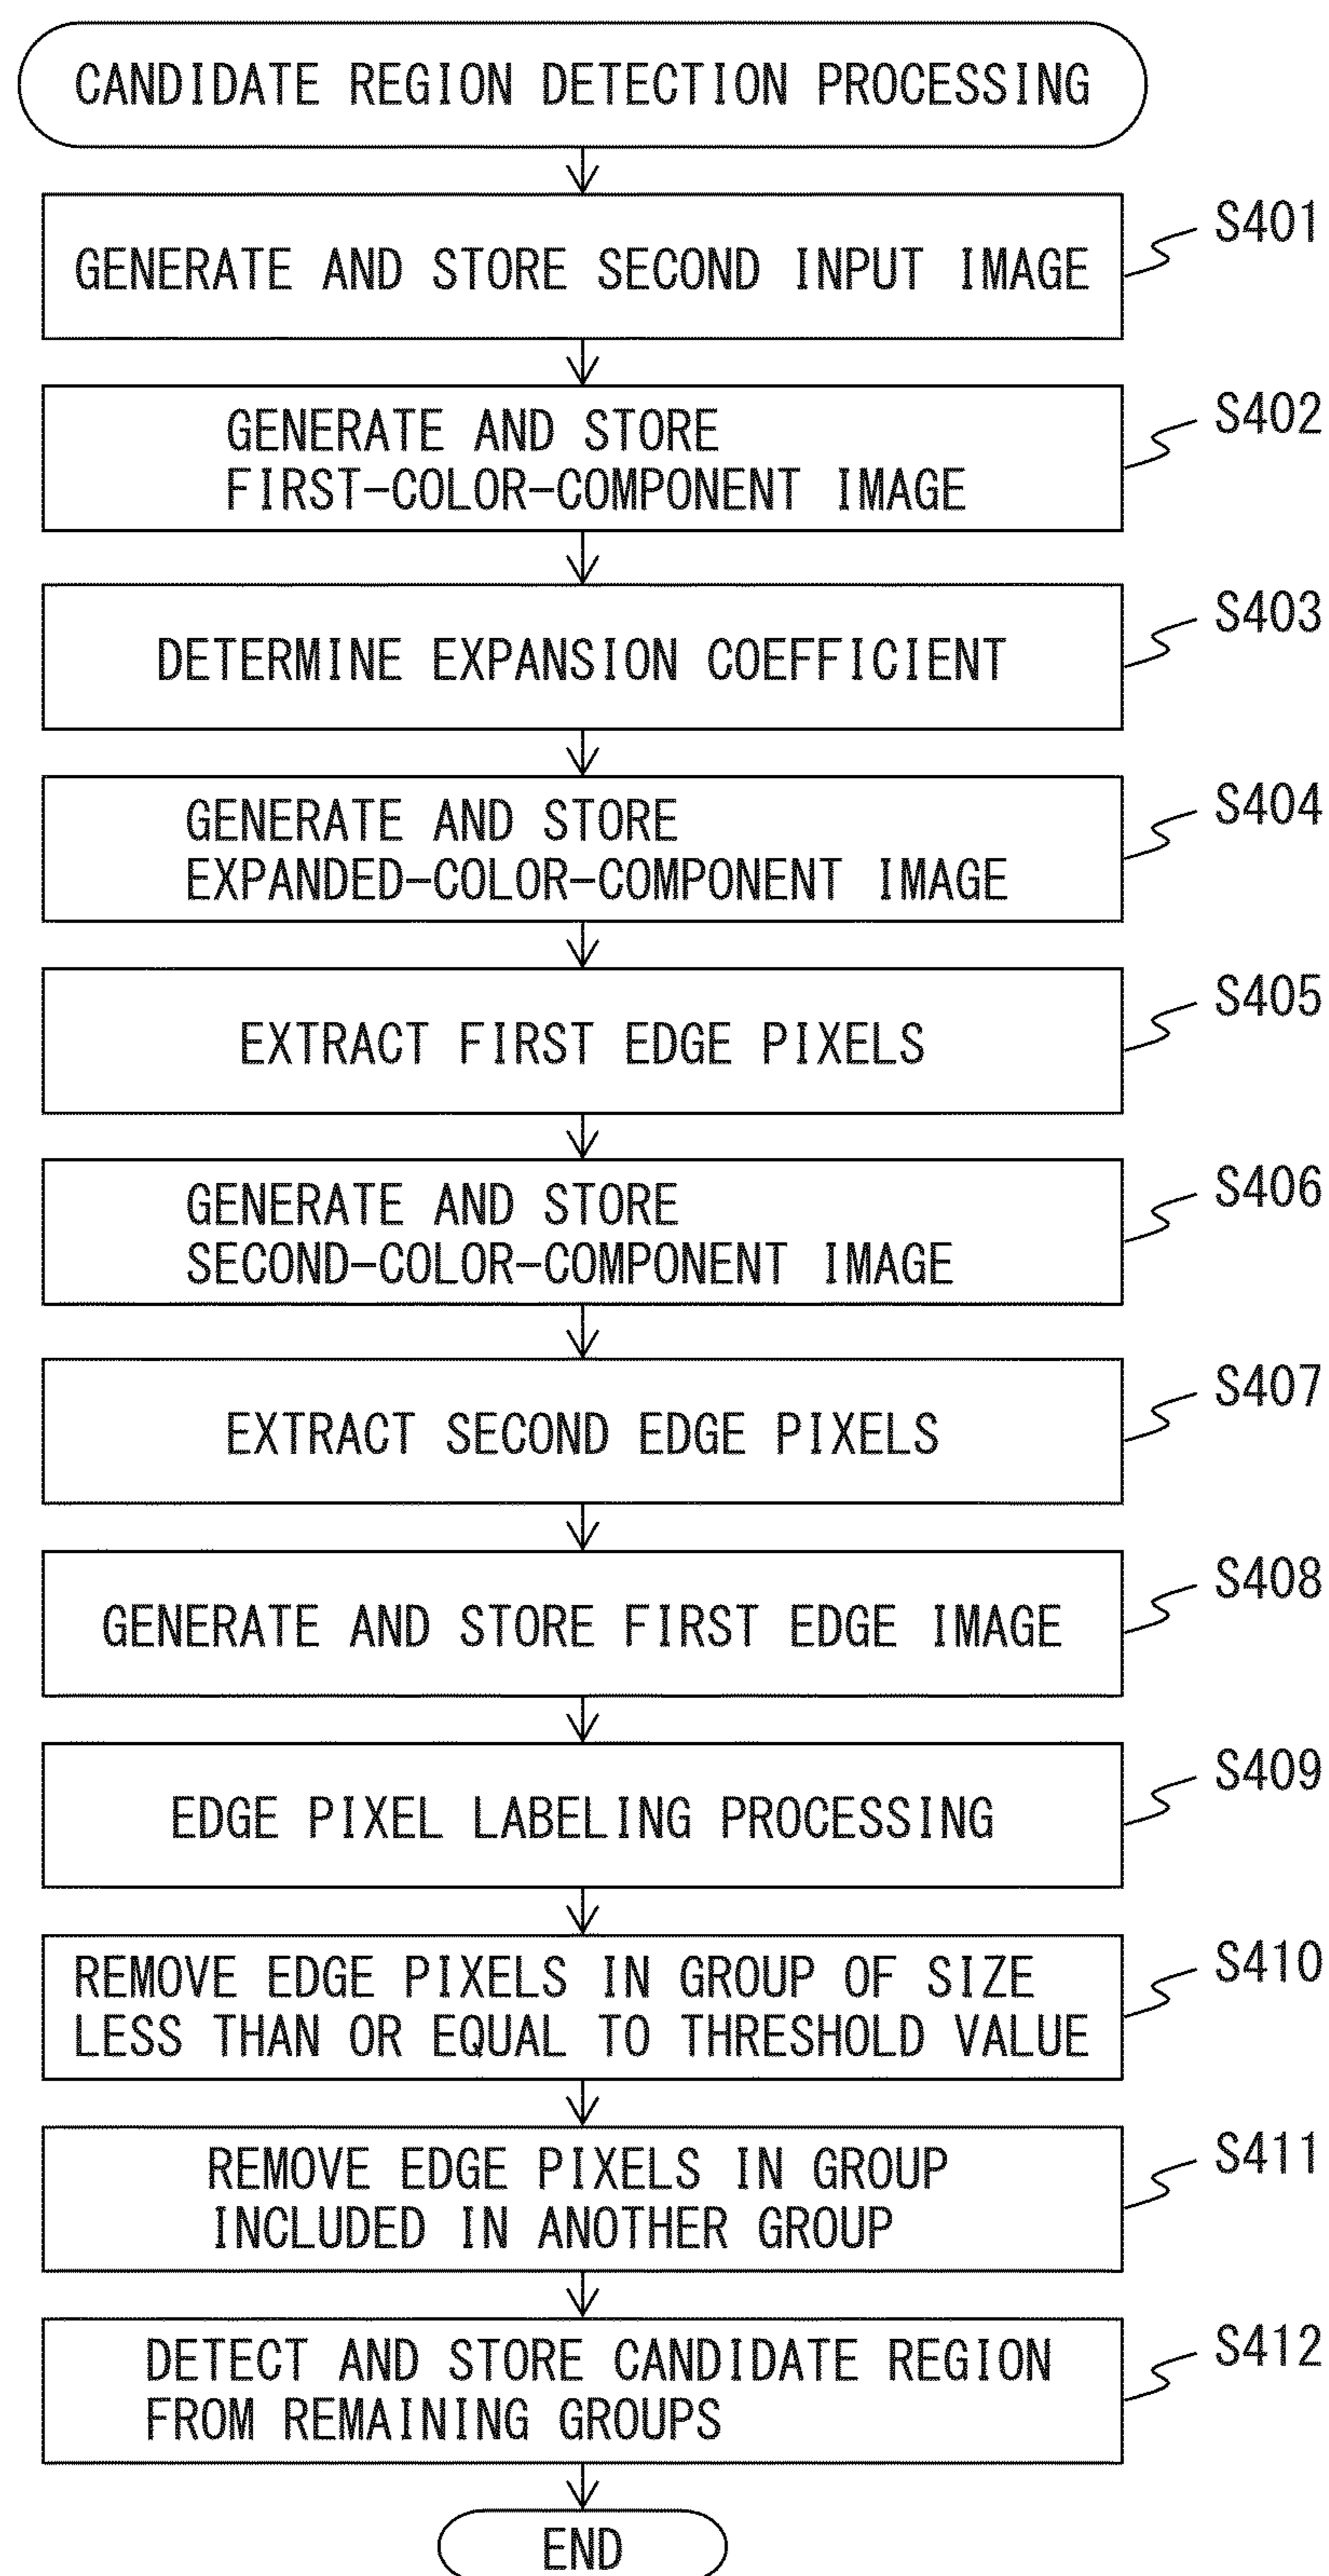 CANDIDATE REGION DETECTION PROCESSING
S401
GENERATE AND STORE SECOND INPUT IMAGE
S402
GENERATE AND STORE
FIRST-COLOR-COMPONENT IMAGE
S403
DETERMINE EXPANSION COEFFICIENT
S404
GENERATE AND STORE
EXPANDED-COLOR-COMPONENT IMAGE
S405
EXTRACT FIRST EDGE PIXELS
S406
GENERATE AND STORE
SECOND-COLOR-COMPONENT IMAGE
S407
EXTRACT SECOND EDGE PIXELS
S408
GENERATE AND STORE FIRST EDGE IMAGE
S409
EDGE PIXEL LABELING PROCESSING
S410
REMOVE EDGE PIXELS IN GROUP OF SIZE
LESS THAN OR EQUAL TO THRESHOLD VALUE
S411
REMOVE EDGE PIXELS IN GROUP
INCLUDED IN ANOTHER GROUP
S412
DETECT AND STORE CANDIDATE REGION
FROM REMAINING GROUPS
END